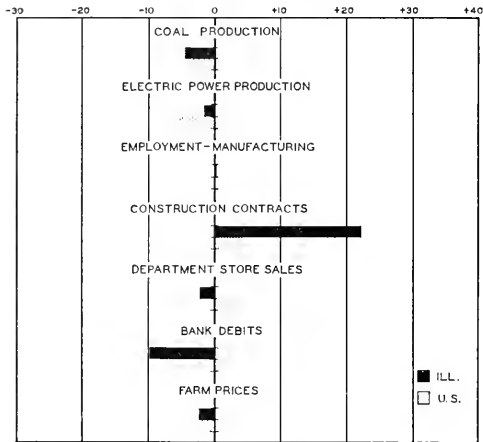 -30 -20 -10 0 +10 +20 +30 +40
COAL PRODUCTION
ELECTRIC POWER PRODUCTION
EMPLOYMENT-MANUFACTURING
CONSTRUCTION CONTRACTS
DEPARTMENT STORE SALES
BANK DEBITS
FARM PRICES
ILL.
U.S.